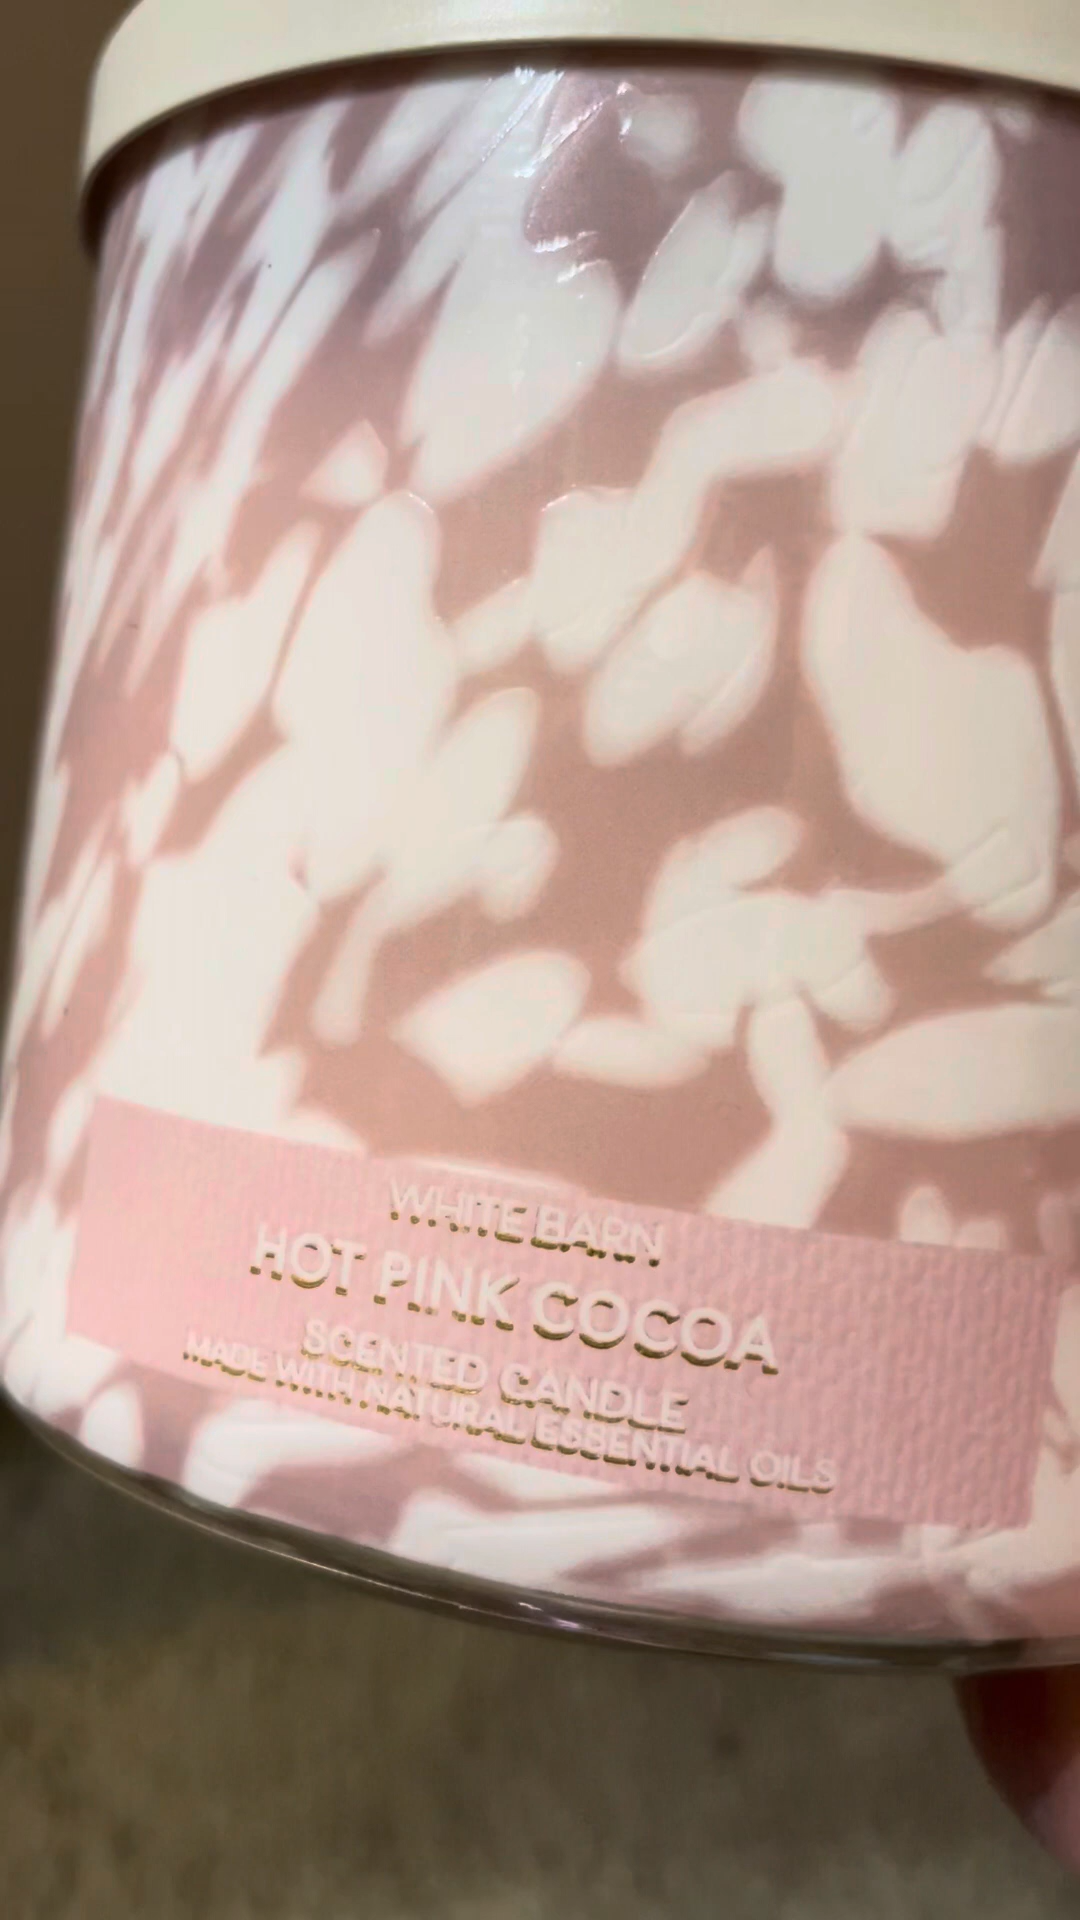 WHITE BARN
HOT PINK COCOA
SCENTED CANDLE
MADE WITH NATURAL ESSENTIAL OILS